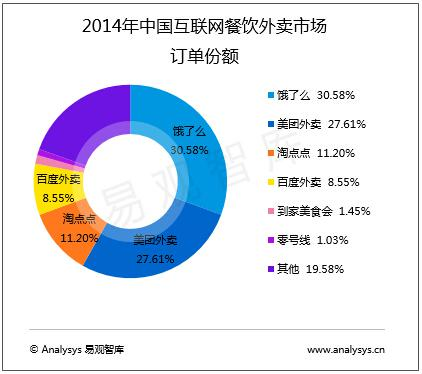 2014年中国互联网餐饮外卖市场
订单份额
饿了么
30.58%
美团外卖
27.61%
淘点点
11.20%
百度外卖
8.55%
饿了么 30.58%
美团外卖 27.61%
淘点点 11.20%
百度外卖 8.55%
到家美食会 1.45%
零号线 1.03%
其他 19.58%
易观智库
© Analysys 易观智库
www.analysys.cn